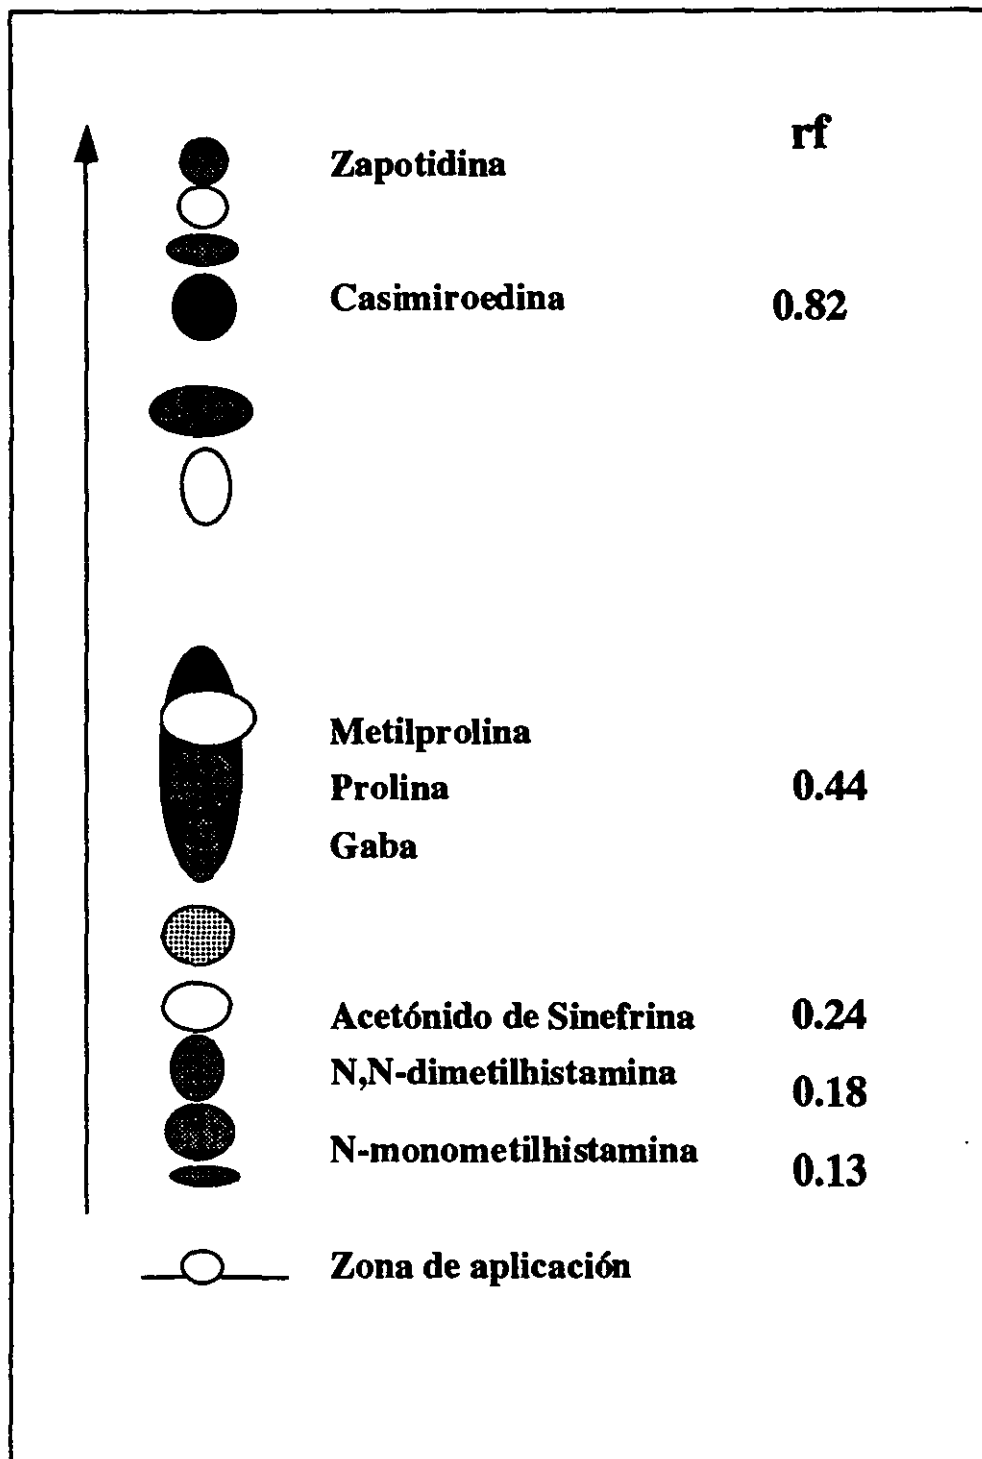 rf
Zapotidina
Casimiroedina 0.82
Metilprolina
Prolina 0.44
Gaba
Acetónido de Sinefrina 0.24
N,N-dimetilhistamina 0.18
N-monometilhistamina 0.13
Zona de aplicación